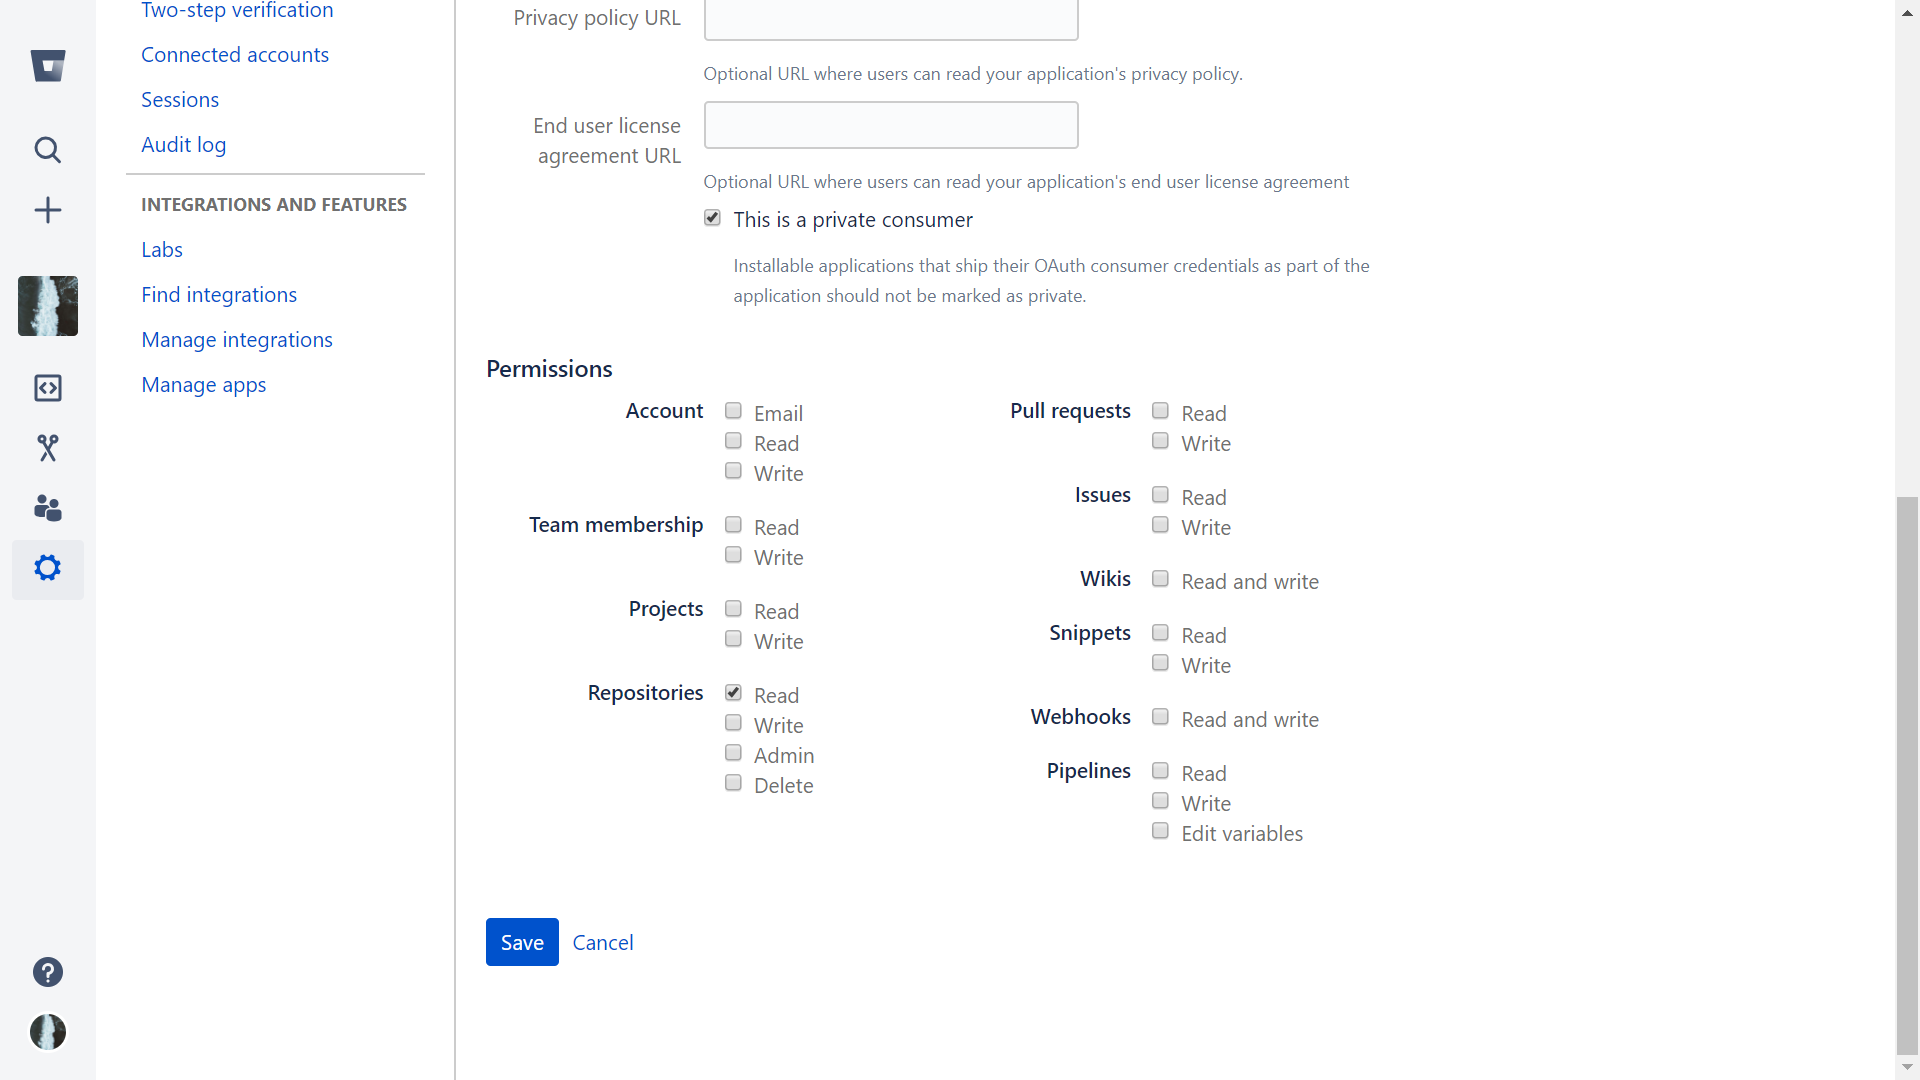 Two-step verification
Connected accounts
Sessions
Audit log
INTEGRATIONS AND FEATURES
Labs
Find integrations
Manage integrations
Manage apps
Privacy policy URL
Optional URL where users can read your application's privacy policy.
End user license
agreement URL
Optional URL where users can read your application's end user license agreement
This is a private consumer
Installable applications that ship their OAuth consumer credentials as part of the
application should not be marked as private.
Permissions
Account
Email
Read
Write
Team membership
Read
Write
Projects
Read
Write
Repositories
Read
Write
Admin
Delete
Pull requests
Read
Write
Issues
Read
Write
Wikis
Read and write
Snippets
Read
Write
Webhooks
Read and write
Pipelines
Read
Write
Edit variables
Save
Cancel